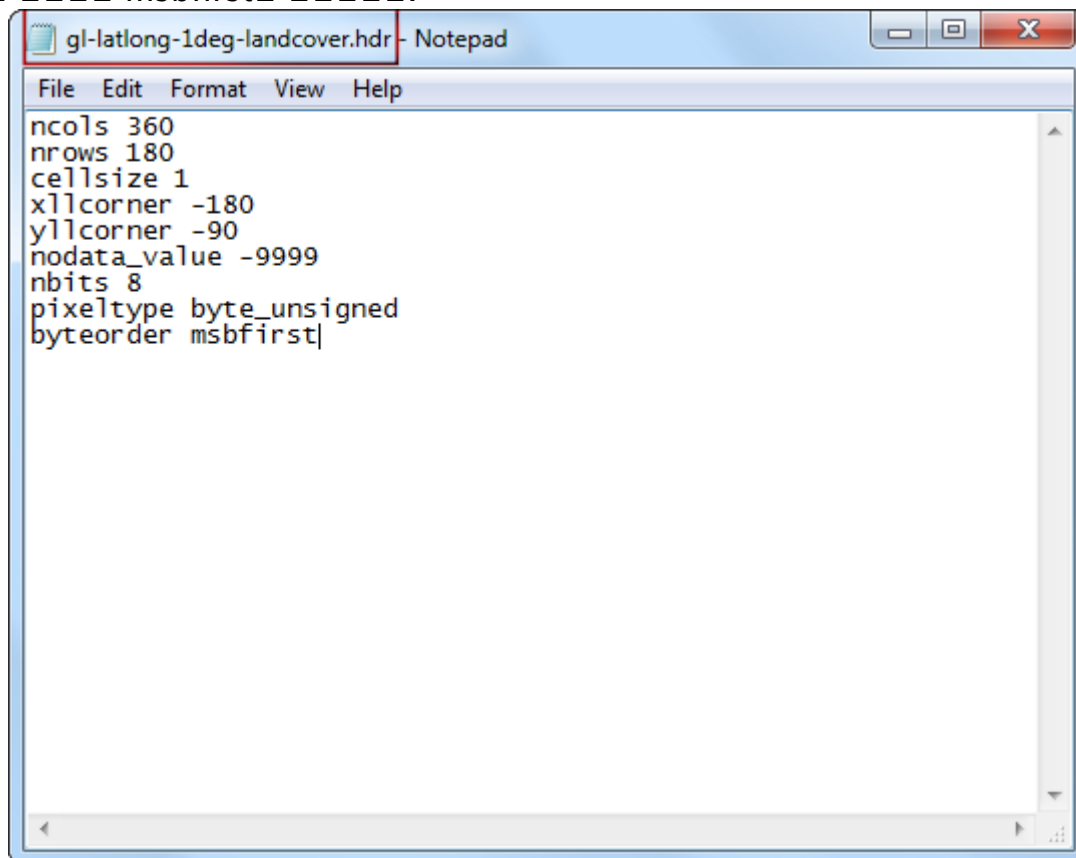 gl-latlong-1deg-landcover.hdr - Notepad
File Edit Format View Help
ncols 360
nrows 180
cellsize 1
xllcorner -180
yllcorner -90
nodata_value -9999
nbits 8
pixeltype byte_unsigned
byteorder msbfirst